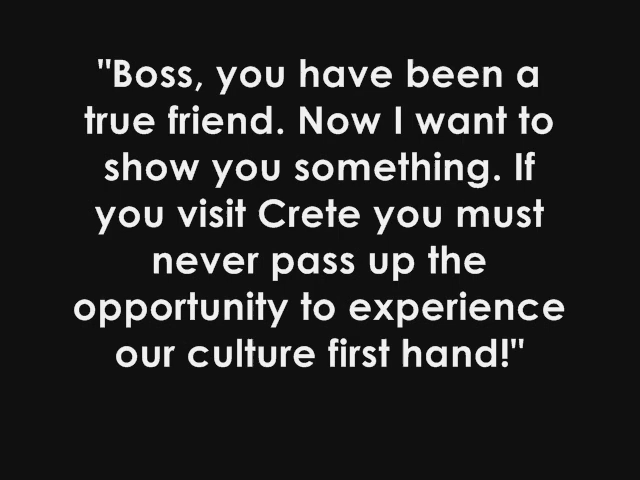 "Boss, you have been a
true friend. Now I want to
show you something. If
you visit Crete you must
never pass up the
opportunity to experience
our culture first hand!"